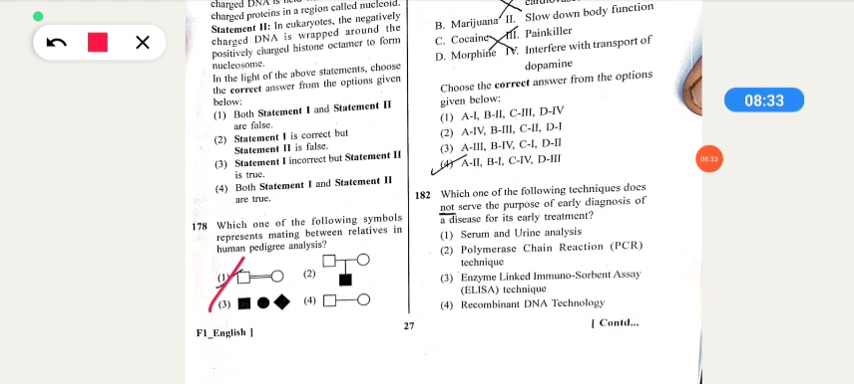 charged proteins in a region called nucleoid.
Statement II: In eukaryotes, the negatively
charged DNA is wrapped around the
positively charged histone octamer to form
nucleosome.
In the light of the above statements, choose
the correct answer from the options given
below:
(1) Both Statement I and Statement II
are false.
(2) Statement I is correct but
Statement II is false.
(3) Statement I incorrect but Statement II
is true.
(4) Both Statement I and Statement II
are true.
178 Which one of the following symbols
represents mating between relatives in
human pedigree analysis?
(1) (2)
(3) (4)
F1_English ]
27
B. Marijuana II. Slow down body function
C. Cocaine III. Painkiller
D. Morphine IV. Interfere with transport of
dopamine
Choose the correct answer from the options
given below:
(1) A-I, B-II, C-III, D-IV
(2) A-IV, B-III, C-II, D-I
(3) A-III, B-IV, C-I, D-II
(4) A-II, B-I, C-IV, D-III
182 Which one of the following techniques does
not serve the purpose of early diagnosis of
a disease for its early treatment?
(1) Serum and Urine analysis
(2) Polymerase Chain Reaction (PCR)
technique
(3) Enzyme Linked Immuno-Sorbent Assay
(ELISA) technique
(4) Recombinant DNA Technology
[ Contd...
08:33
08:33